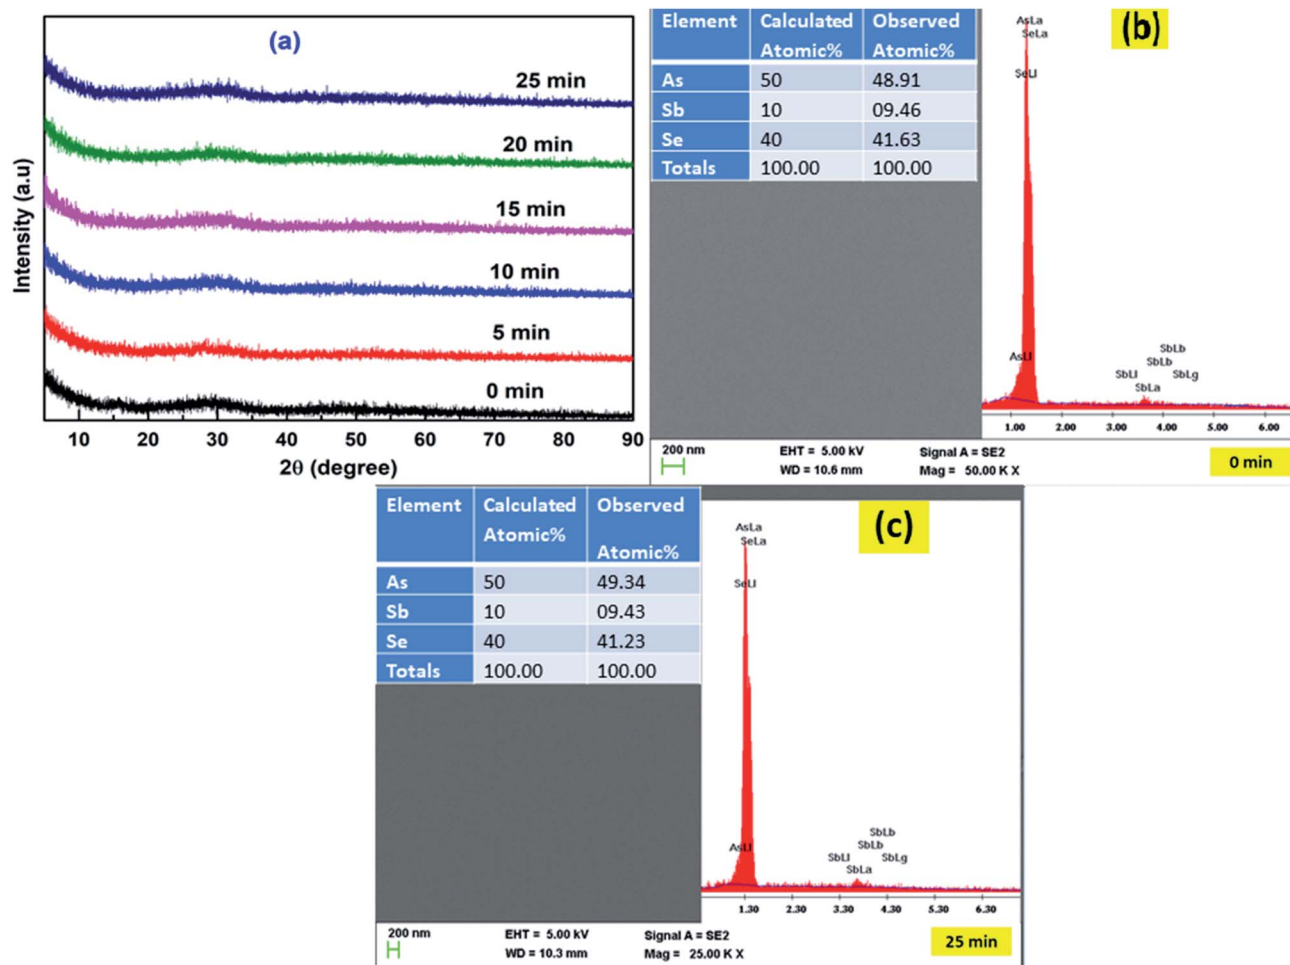 (a)
25 min
20 min
15 min
10 min
5 min
0 min
Intensity (a.u)
10 20 30 40 50 60 70 80 90
2θ (degree)
Element Calculated Atomic% Observed Atomic%
As 50 48.91
Sb 10 09.46
Se 40 41.63
Totals 100.00 100.00
(b)
AsLa
SeLa
SeLl
AsLl
SbLb
SbLb
SbLl SbLg
SbLa
1.00 2.00 3.00 4.00 5.00 6.00
200 nm EHT = 5.00 kV Signal A = SE2
WD = 10.6 mm Mag = 50.00 K X
0 min
Element Calculated Atomic% Observed Atomic%
As 50 49.34
Sb 10 09.43
Se 40 41.23
Totals 100.00 100.00
(c)
AsLa
SeLa
SeLl
AsLl
SbLb
SbLb
SbLl SbLg
SbLa
1.30 2.30 3.30 4.30 5.30 6.30
200 nm EHT = 5.00 kV Signal A = SE2
WD = 10.3 mm Mag = 25.00 K X
25 min